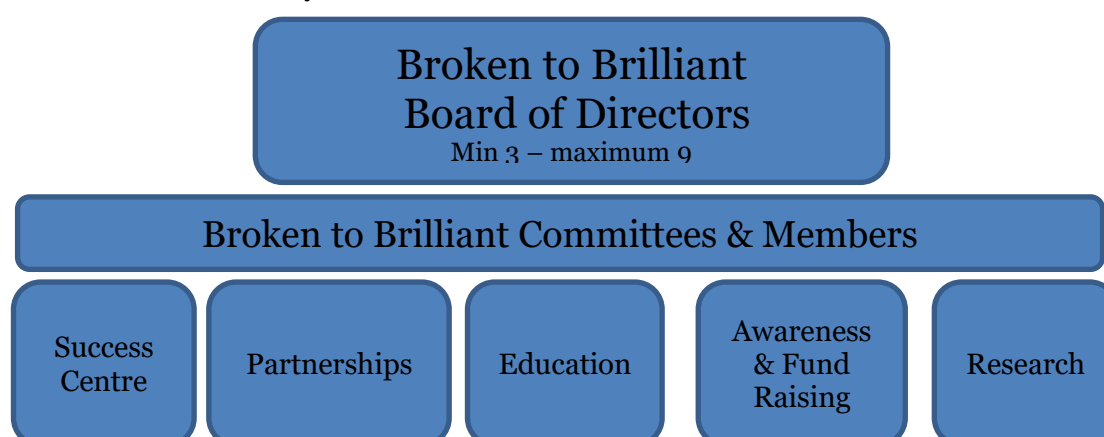 Broken to Brilliant
Board of Directors
Min 3 – maximum 9
Broken to Brilliant Committees & Members
Success
Centre
Partnerships
Education
Awareness
& Fund
Raising
Research